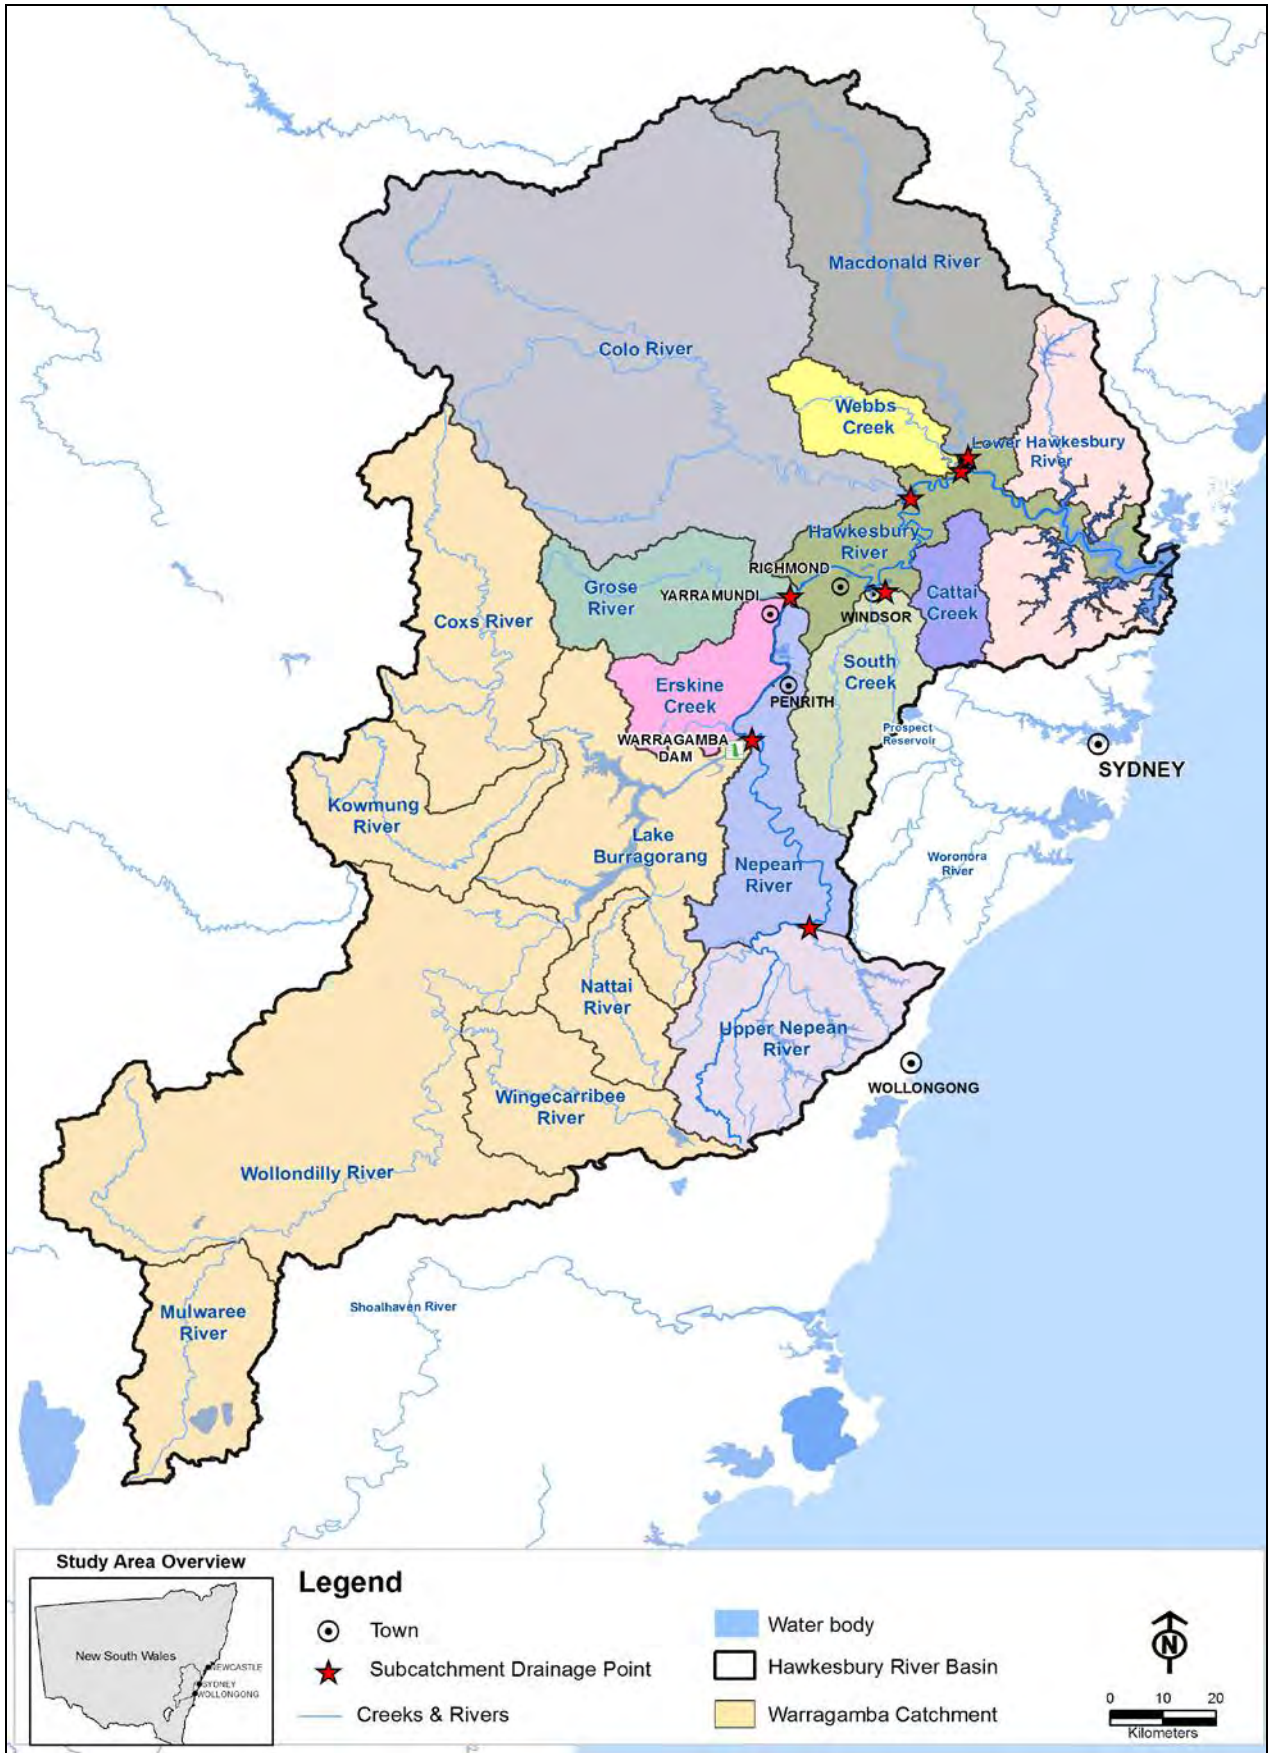 Macdonald River
Colo River
Webbs
Creek
Lower Hawkesbury
River
Hawkesbury
River
RICHMOND
Grose
River
YARRAMUNDI
Cattai
Creek
WINDSOR
Coxs River
South
Creek
Erskine
Creek
PENRITH
Prospect
Reservoir
WARRAGAMBA
DAM
SYDNEY
Kowmung
River
Lake
Burragorang
Nepean
River
Woronora
River
Nattai
River
Upper Nepean
River
WOLLONGONG
Wingecarribee
River
Wollondilly River
Mulwaree
River
Shoalhaven River
Study Area Overview
New South Wales
NEWCASTLE
SYDNEY
WOLLONGONG
Legend
Town
Subcatchment Drainage Point
Creeks & Rivers
Water body
Hawkesbury River Basin
Warragamba Catchment
N
0 10 20
Kilometers